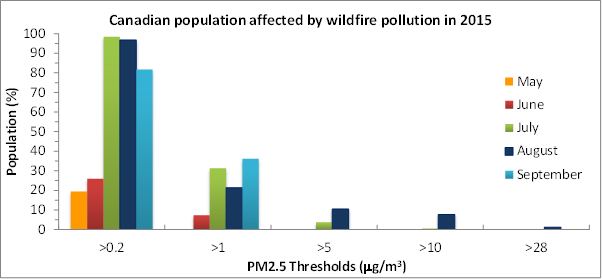 Canadian population affected by wildfire pollution in 2015
100
90
80
70
60
50
40
30
20
10
0
Population (%)
>0.2
>1
>5
>10
>28
PM2.5 Thresholds (µg/m³)
May
June
July
August
September